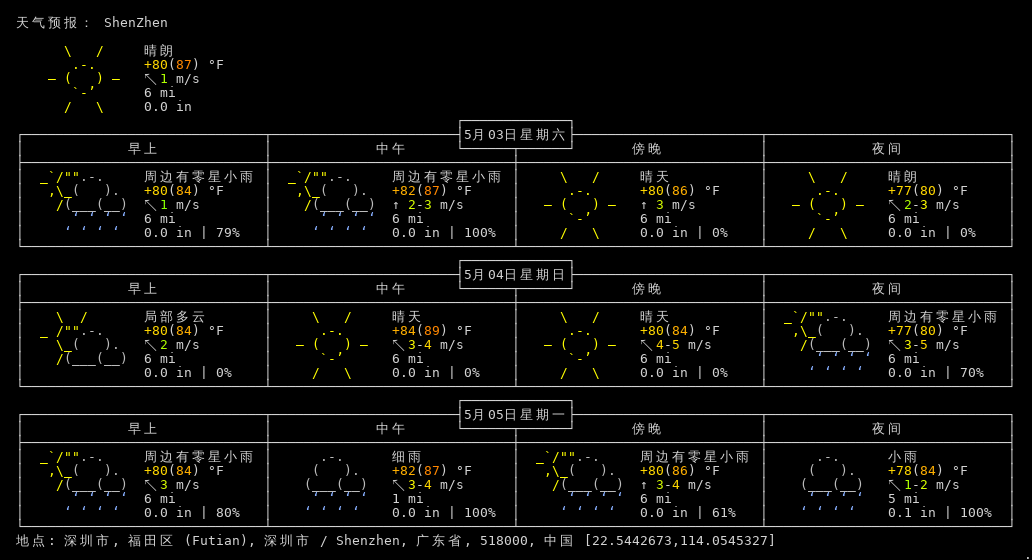 天气预报： ShenZhen
晴朗
+80(87) °F
↖1 m/s
6 mi
0.0 in
5月03日星期六
早上 中午 傍晚 夜间
周边有零星小雨 周边有零星小雨 晴天 晴朗
+80(84) °F +82(87) °F +80(86) °F +77(80) °F
↖1 m/s ↑ 2-3 m/s ↑ 3 m/s ↖2-3 m/s
6 mi 6 mi 6 mi 6 mi
0.0 in | 79% 0.0 in | 100% 0.0 in | 0% 0.0 in | 0%
5月04日星期日
早上 中午 傍晚 夜间
局部多云 晴天 晴天 周边有零星小雨
+80(84) °F +84(89) °F +80(84) °F +77(80) °F
↖2 m/s ↖3-4 m/s ↖4-5 m/s ↖3-5 m/s
6 mi 6 mi 6 mi 6 mi
0.0 in | 0% 0.0 in | 0% 0.0 in | 0% 0.0 in | 70%
5月05日星期一
早上 中午 傍晚 夜间
周边有零星小雨 细雨 周边有零星小雨 小雨
+80(84) °F +82(87) °F +80(86) °F +78(84) °F
↖3 m/s ↖3-4 m/s ↑ 3-4 m/s ↖1-2 m/s
6 mi 1 mi 6 mi 5 mi
0.0 in | 80% 0.0 in | 100% 0.0 in | 61% 0.1 in | 100%
地点: 深圳市, 福田区 (Futian), 深圳市 / Shenzhen, 广东省, 518000, 中国 [22.5442673,114.0545327]